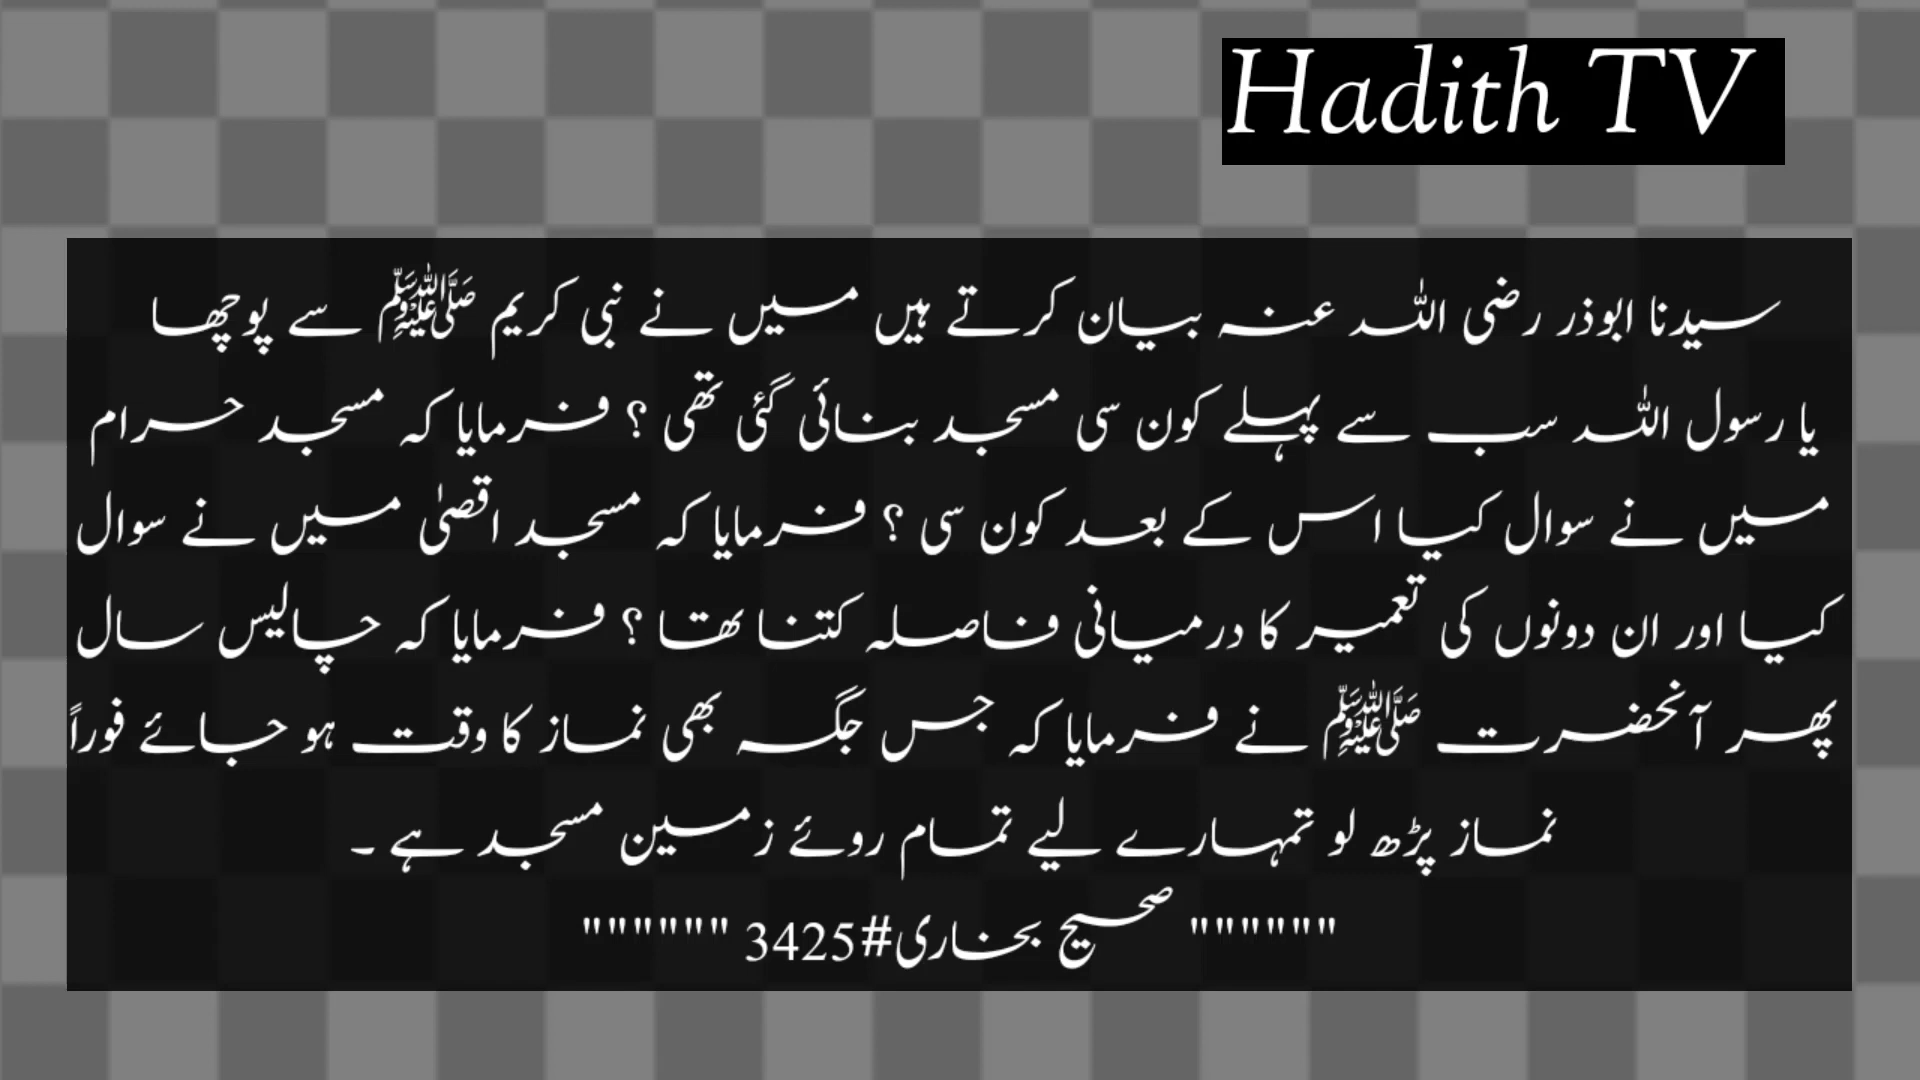 Hadith TV
سیدنا ابوذر رضی اللہ عنہ بیان کرتے ہیں میں نے نبی کریم ﷺ سے پوچھا
یا رسول اللہ سب سے پہلے کون سی مسجد بنائی گئی تھی ؟ فرمایا کہ مسجد حرام
میں نے سوال کیا اس کے بعد کون سی ؟ فرمایا کہ مسجد اقصیٰ میں نے سوال
کیا اور ان دونوں کی تعمیر کا درمیانی فاصلہ کتنا تھا ؟ فرمایا کہ چالیس سال
پھر آنحضرت ﷺ نے فرمایا کہ جس جگہ بھی نماز کا وقت ہو جائے فوراً
نماز پڑھ لو تمہارے لیے تمام روئے زمین مسجد ہے ۔
"""""" صحیح بخاری#3425 """"""